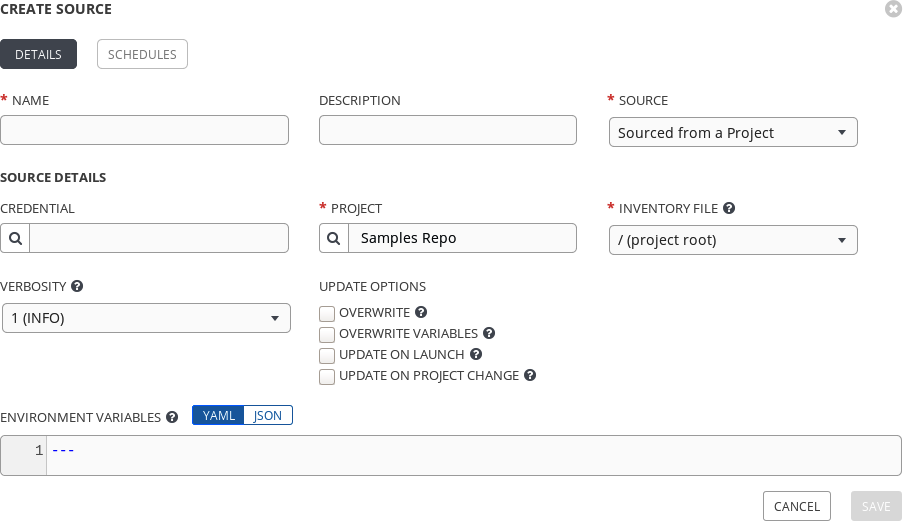 CREATE SOURCE
DETAILS SCHEDULES
* NAME DESCRIPTION * SOURCE
Sourced from a Project
SOURCE DETAILS
CREDENTIAL * PROJECT * INVENTORY FILE
Samples Repo / (project root)
VERBOSITY UPDATE OPTIONS
1 (INFO)
OVERWRITE
OVERWRITE VARIABLES
UPDATE ON LAUNCH
UPDATE ON PROJECT CHANGE
ENVIRONMENT VARIABLES YAML JSON
1 ---
CANCEL SAVE